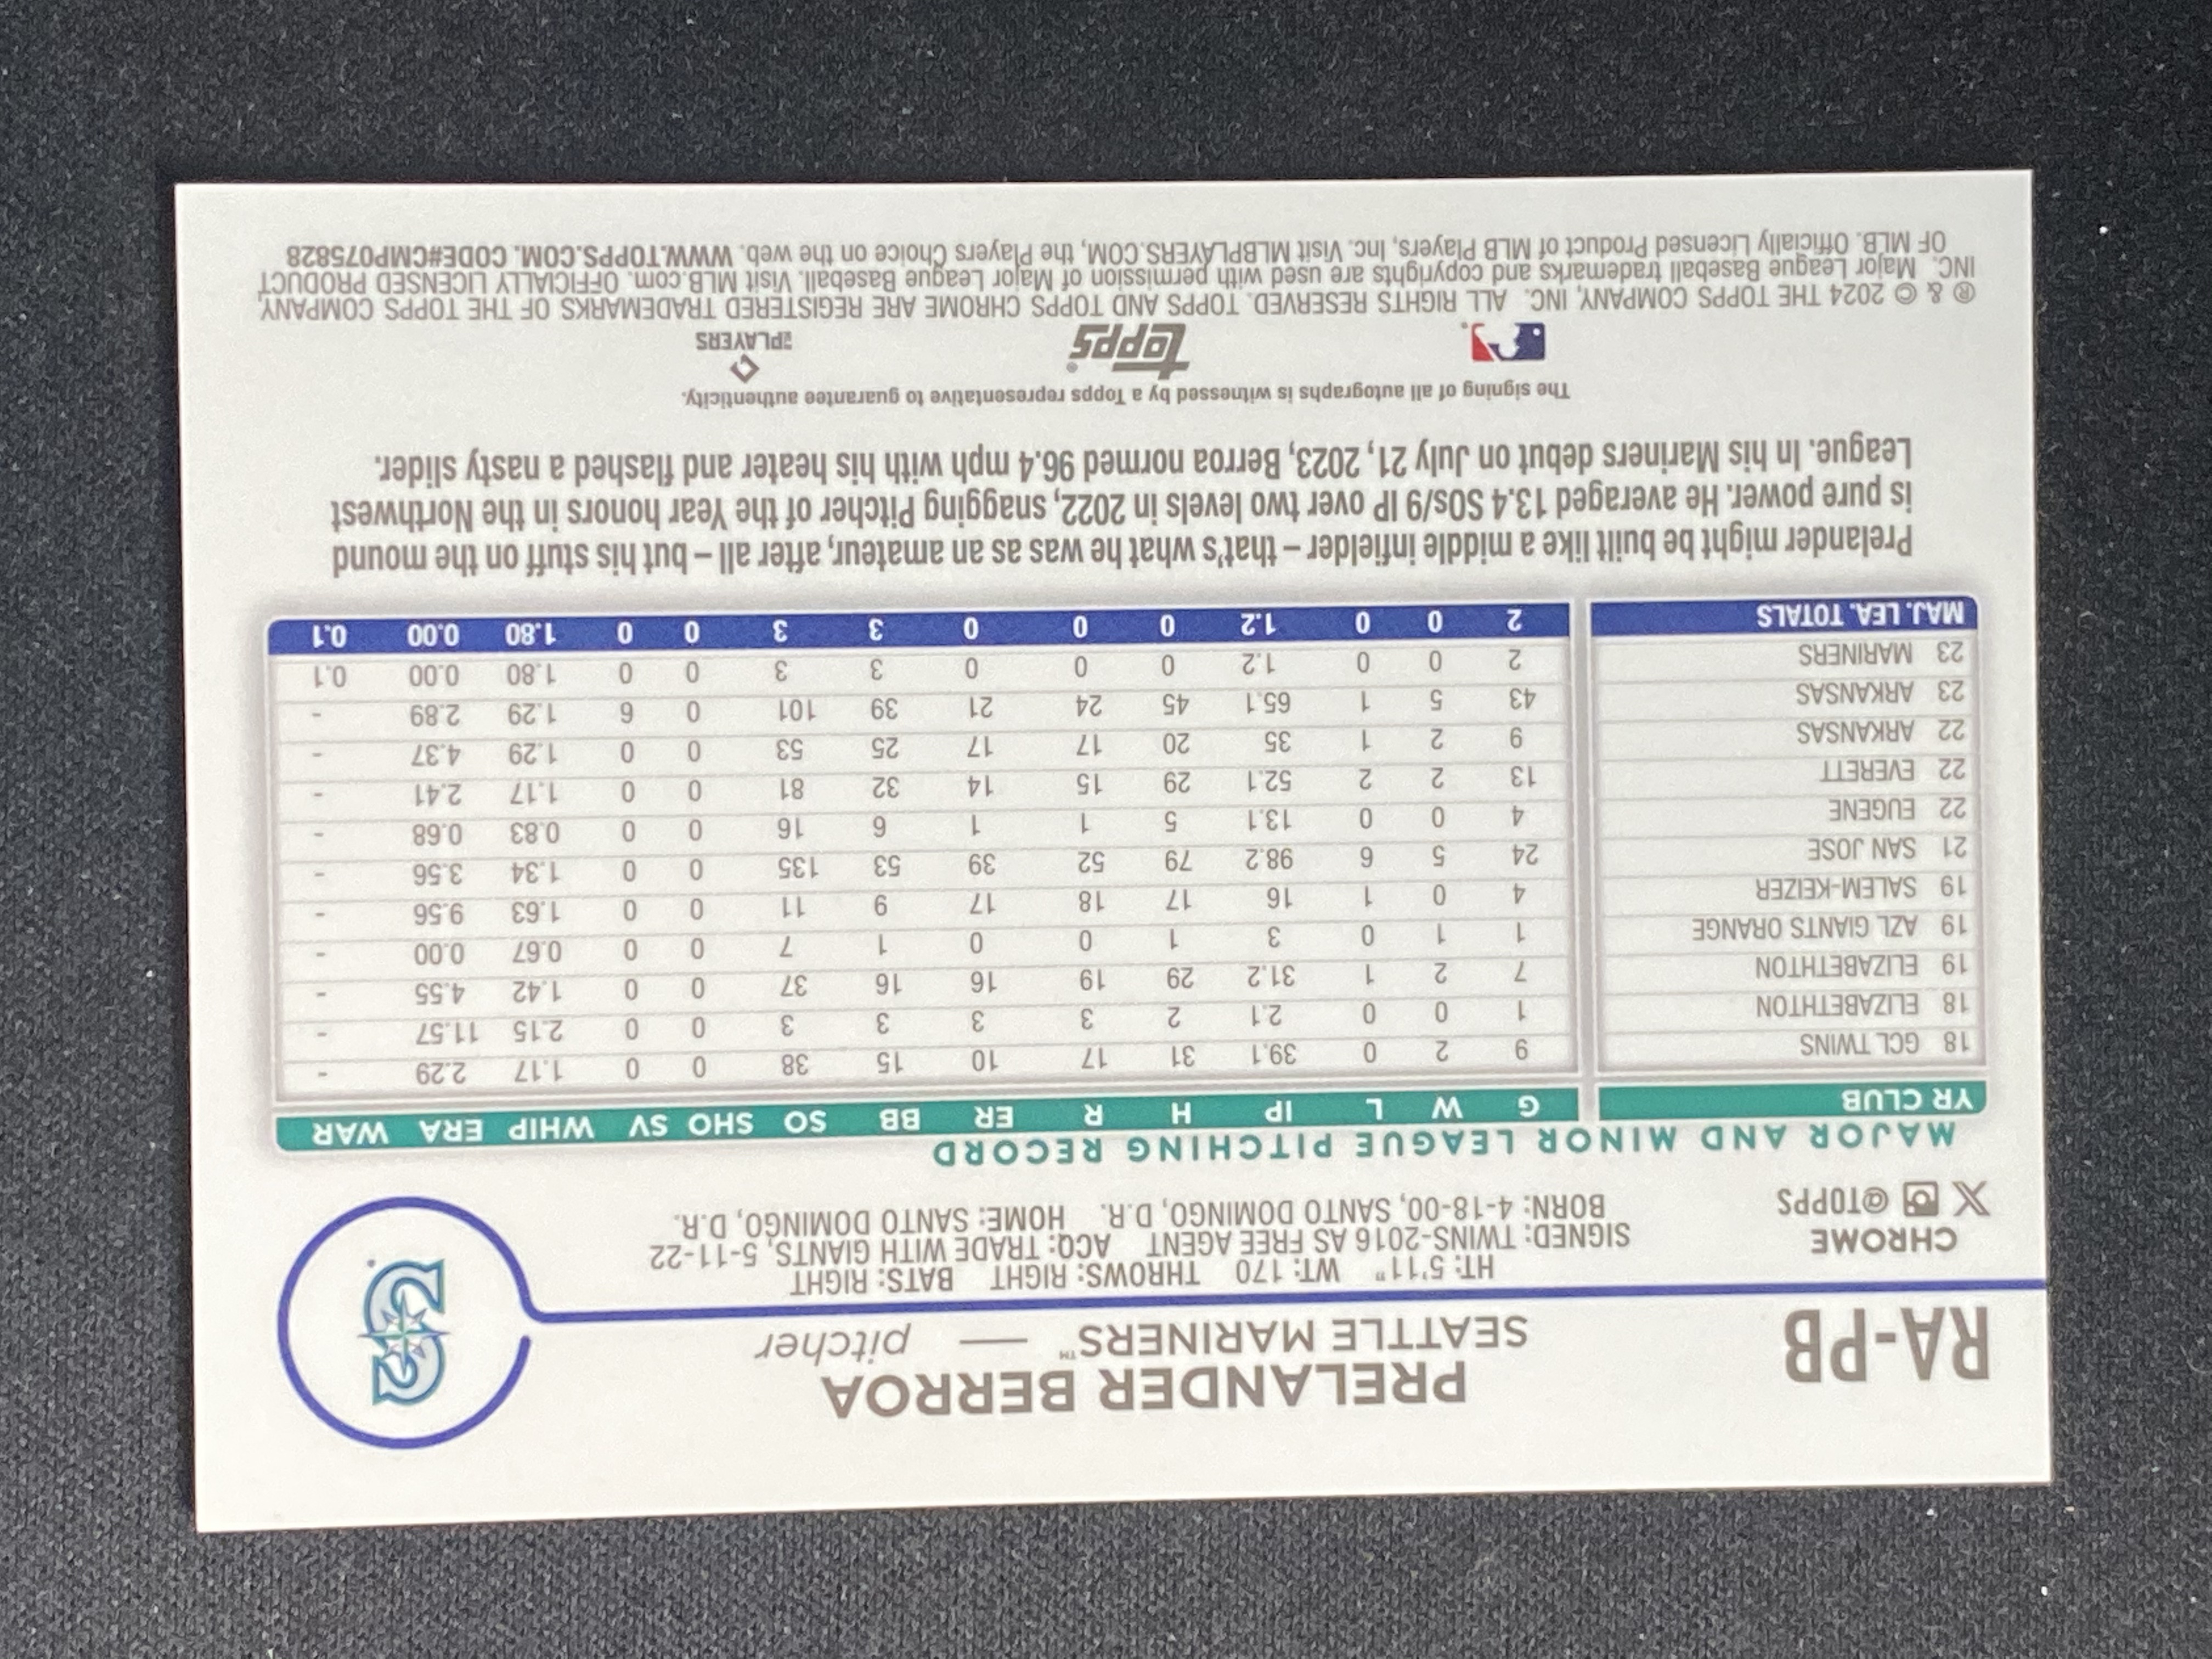 RA-PB
PRELANDER BERROA
SEATTLE MARINERS™ — pitcher
HT: 5'11" WT: 170 THROWS: RIGHT BATS: RIGHT
SIGNED: TWINS-2016 AS FREE AGENT ACQ: TRADE WITH GIANTS, 5-11-22
BORN: 4-18-00, SANTO DOMINGO, D.R. HOME: SANTO DOMINGO, D.R.
CHROME
@TOPPS
S
MAJOR AND MINOR LEAGUE PITCHING RECORD
YR CLUB G W L IP H R ER BB SO SHO SV WHIP ERA WAR
18 GCL TWINS 9 2 0 39.1 31 17 10 15 38 0 0 1.17 2.29 -
18 ELIZABETHTON 1 0 0 2.1 2 3 3 3 3 0 0 2.15 11.57 -
19 ELIZABETHTON 7 2 1 31.2 29 19 16 16 37 0 0 1.42 4.55 -
19 AZL GIANTS ORANGE 1 1 0 3 1 0 0 1 7 0 0 0.67 0.00 -
19 SALEM-KEIZER 4 0 1 16 17 18 17 9 11 0 0 1.63 9.56 -
21 SAN JOSE 24 5 6 98.2 79 52 39 53 135 0 0 1.34 3.56 -
22 EUGENE 4 0 0 13.1 5 1 1 6 16 0 0 0.83 0.68 -
22 EVERETT 13 2 2 52.1 29 15 14 32 81 0 0 1.17 2.41 -
22 ARKANSAS 9 2 1 35 20 17 17 25 53 0 0 1.29 4.37 -
23 ARKANSAS 43 5 1 65.1 45 24 21 39 101 0 6 1.29 2.89 -
23 MARINERS 2 0 0 1.2 0 0 0 3 3 0 0 1.80 0.00 0.1
MAJ. LEA. TOTALS 2 0 0 1.2 0 0 0 3 3 0 0 1.80 0.00 0.1
Prelander might be built like a middle infielder – that's what he was as an amateur, after all – but his stuff on the mound
is pure power. He averaged 13.4 SOs/9 IP over two levels in 2022, snagging Pitcher of the Year honors in the Northwest
League. In his Mariners debut on July 21, 2023, Berroa normed 96.4 mph with his heater and flashed a nasty slider.
The signing of all autographs is witnessed by a Topps representative to guarantee authenticity.
topps®
MLB PLAYERS
® & © 2024 THE TOPPS COMPANY, INC. ALL RIGHTS RESERVED. TOPPS AND TOPPS CHROME ARE REGISTERED TRADEMARKS OF THE TOPPS COMPANY
INC. Major League Baseball trademarks and copyrights are used with permission of Major League Baseball. Visit MLB.com. OFFICIALLY LICENSED PRODUCT
OF MLB. Officially Licensed Product of MLB Players, Inc. Visit MLBPLAYERS.COM, the Players Choice on the web. WWW.TOPPS.COM. CODE#CMP075828